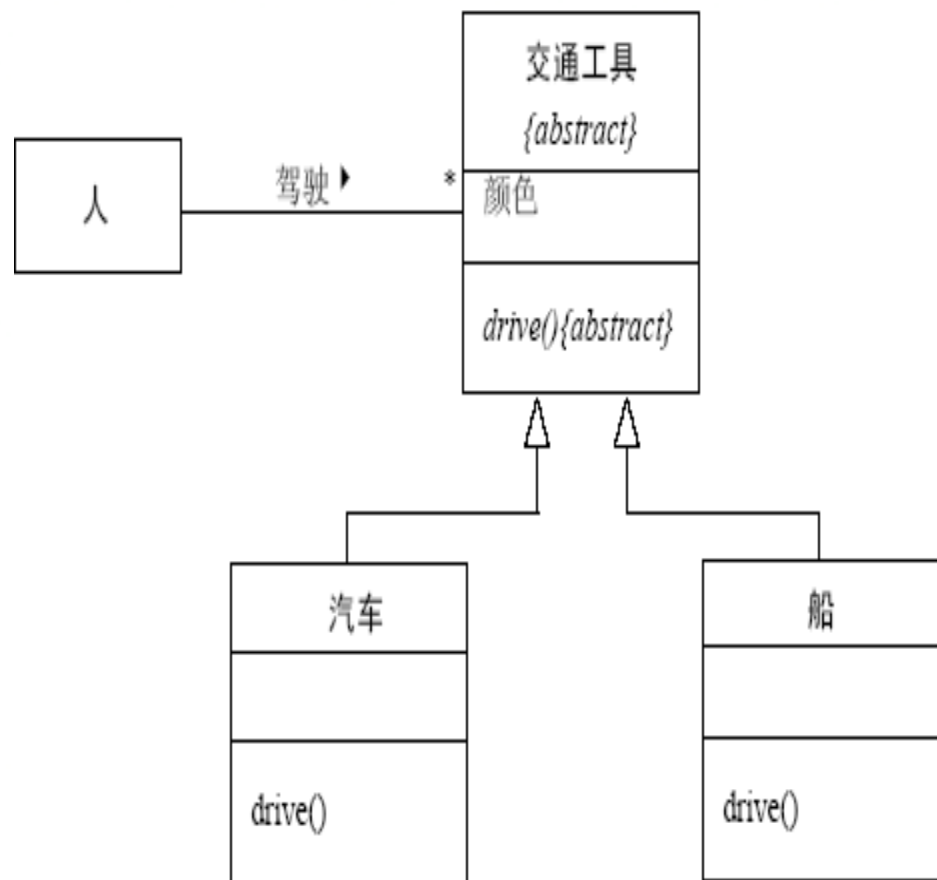 交通工具
{abstract}
人
驾驶 ▶
*
颜色
drive(){abstract}
汽车
船
drive()
drive()